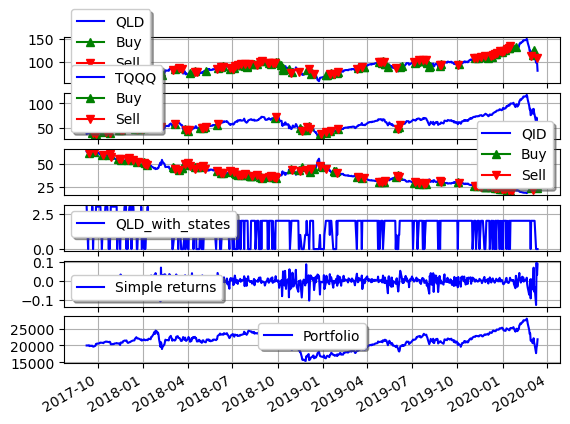 QLD
Buy
Sell
150
100
TQQQ
Buy
Sell
100
50
QID
Buy
Sell
50
25
QLD_with_states
2.5
0.0
Simple returns
0.1
0.0
−0.1
Portfolio
25000
20000
15000
2017-10
2018-01
2018-04
2018-07
2018-10
2019-01
2019-04
2019-07
2019-10
2020-01
2020-04